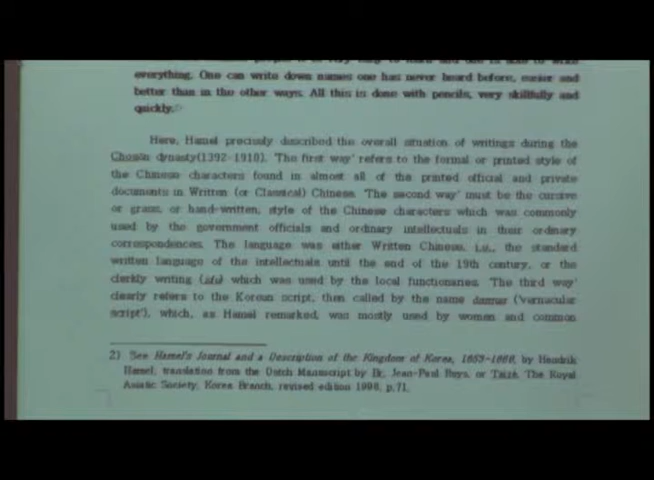 everything. One can write down names one has never heard before, easier and
better than in the other ways. All this is done with pencils, very skillfully and
quickly.
Here, Hamel precisely described the overall situation of writings during the
Chosŏn dynasty(1392-1910). 'The first way' refers to the formal or printed style of
the Chinese characters found in almost all of the printed official and private
documents in Written (or Classical) Chinese. 'The second way' must be the cursive
or grass, or hand-written, style of the Chinese characters which was commonly
used by the government officials and ordinary intellectuals in their ordinary
correspondences. The language was either Written Chinese, i.e., the standard
written language of the intellectuals until the end of the 19th century, or the
clerkly writing (idu) which was used by the local functionaries. 'The third way'
clearly refers to the Korean script, then called by the name ('vernacular
script'), which, as Hamel remarked, was mostly used by women and common
2) See Hamel's Journal and a Description of the Kingdom of Korea, 1653-1666, by Hendrik
Hamel, translation from the Dutch Manuscript by Br. Jean-Paul Buys, or Taizé, The Royal
Asiatic Society, Korea Branch, revised edition 1998, p.71.